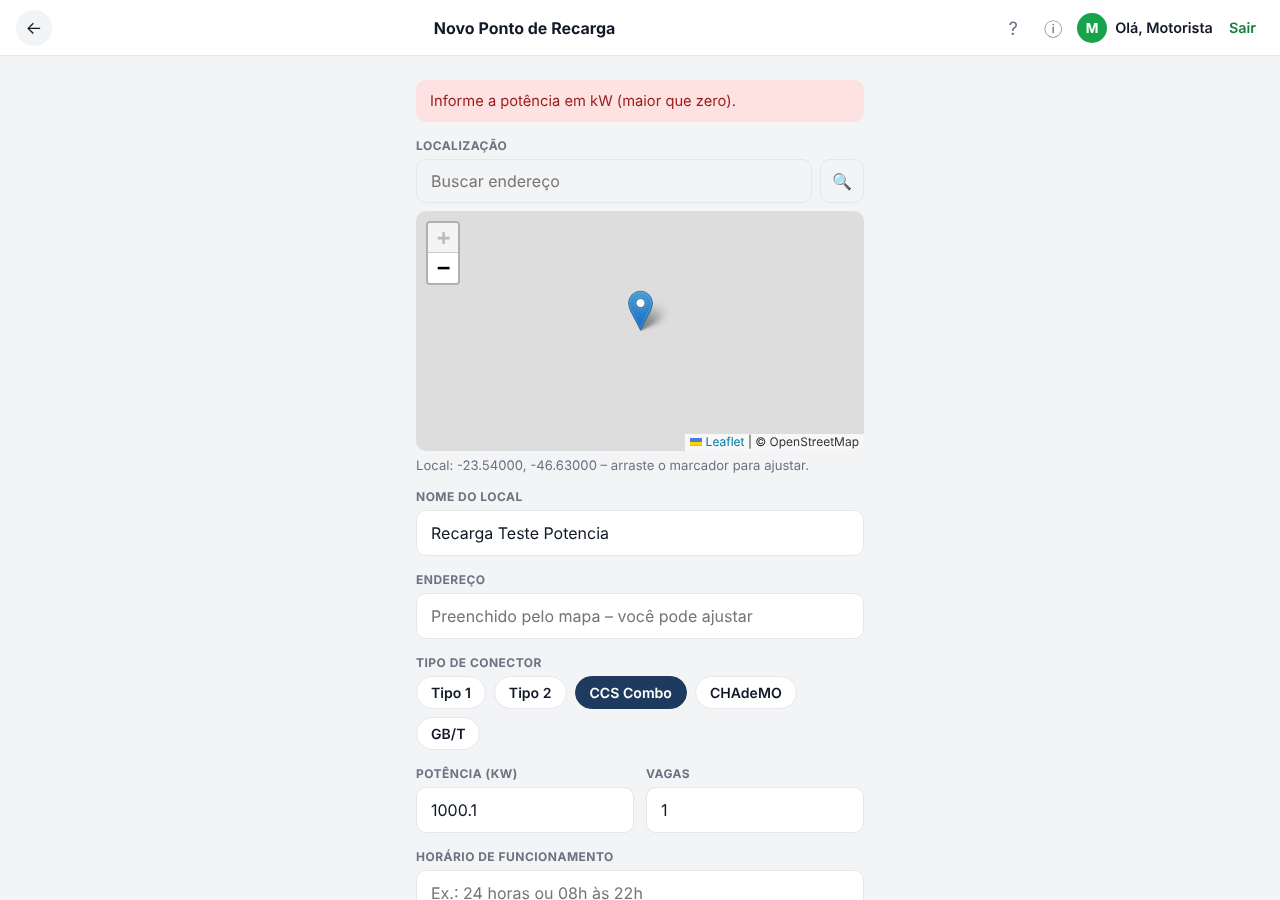 ←
Novo Ponto de Recarga
? ⓘ M Olá, Motorista Sair
Informe a potência em kW (maior que zero).
LOCALIZAÇÃO
Buscar endereço
+
−
Leaflet | © OpenStreetMap
Local: -23.54000, -46.63000 – arraste o marcador para ajustar.
NOME DO LOCAL
Recarga Teste Potencia
ENDEREÇO
Preenchido pelo mapa – você pode ajustar
TIPO DE CONECTOR
Tipo 1 Tipo 2 CCS Combo CHAdeMO
GB/T
POTÊNCIA (KW) VAGAS
1000.1 1
HORÁRIO DE FUNCIONAMENTO
Ex.: 24 horas ou 08h às 22h